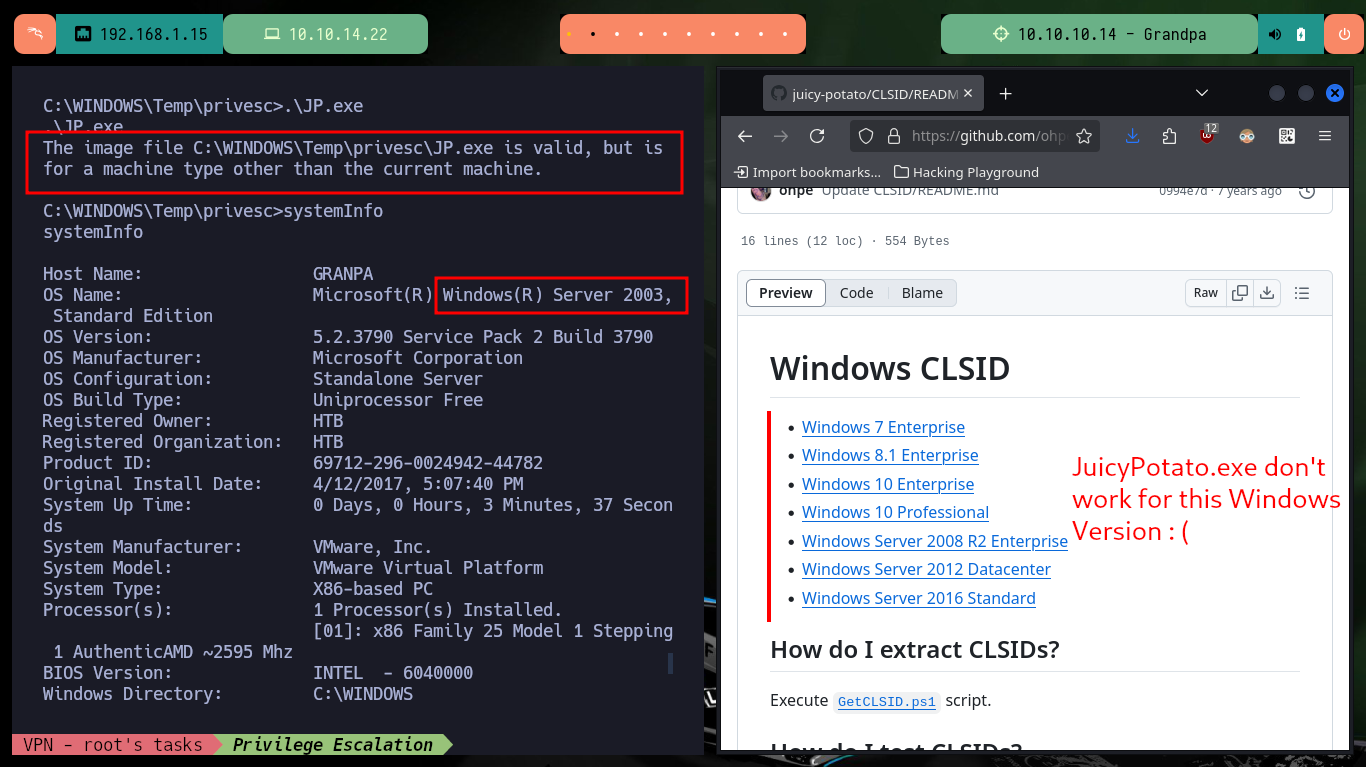 192.168.1.15
10.10.14.22
10.10.10.14 - Grandpa
C:\WINDOWS\Temp\privesc>.\JP.exe
.\JP.exe
The image file C:\WINDOWS\Temp\privesc\JP.exe is valid, but is
for a machine type other than the current machine.
C:\WINDOWS\Temp\privesc>systemInfo
systemInfo
Host Name: GRANPA
OS Name: Microsoft(R) Windows(R) Server 2003,
Standard Edition
OS Version: 5.2.3790 Service Pack 2 Build 3790
OS Manufacturer: Microsoft Corporation
OS Configuration: Standalone Server
OS Build Type: Uniprocessor Free
Registered Owner: HTB
Registered Organization: HTB
Product ID: 69712-296-0024942-44782
Original Install Date: 4/12/2017, 5:07:40 PM
System Up Time: 0 Days, 0 Hours, 3 Minutes, 37 Secon
ds
System Manufacturer: VMware, Inc.
System Model: VMware Virtual Platform
System Type: X86-based PC
Processor(s): 1 Processor(s) Installed.
[01]: x86 Family 25 Model 1 Stepping
1 AuthenticAMD ~2595 Mhz
BIOS Version: INTEL - 6040000
Windows Directory: C:\WINDOWS
VPN - root's tasks
Privilege Escalation
juicy-potato/CLSID/READM
https://github.com/ohp
12
Import bookmarks...
Hacking Playground
ohpe Update CLSID/README.md
0994e7d · 7 years ago
16 lines (12 loc) · 554 Bytes
Preview
Code
Blame
Raw
Windows CLSID
• Windows 7 Enterprise
• Windows 8.1 Enterprise
• Windows 10 Enterprise
• Windows 10 Professional
• Windows Server 2008 R2 Enterprise
• Windows Server 2012 Datacenter
• Windows Server 2016 Standard
JuicyPotato.exe don't
work for this Windows
Version : (
How do I extract CLSIDs?
Execute GetCLSID.ps1 script.
How do I test CLSIDs?